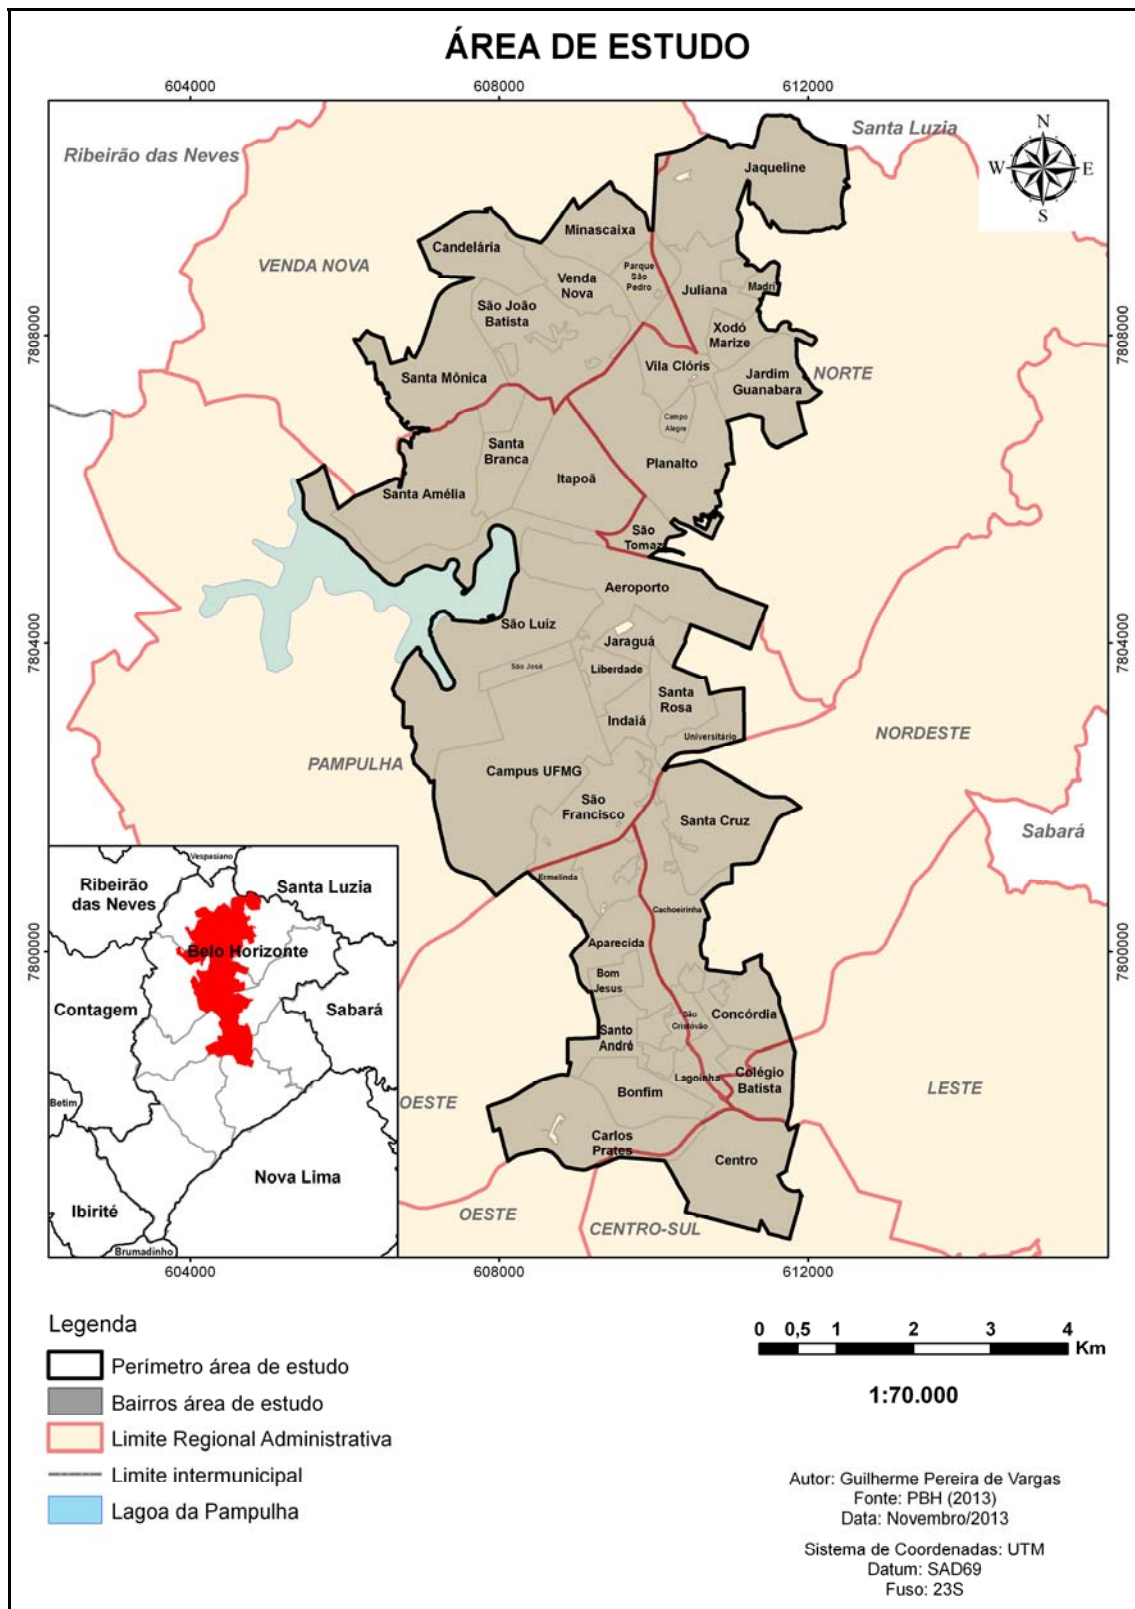 ÁREA DE ESTUDO
604000
608000
612000
Ribeirão das Neves
Santa Luzia
N
W
E
S
Jaqueline
Minascaixa
Candelária
VENDA NOVA
Venda
Nova
Parque
São
Pedro
Juliana
Madri
São João
Batista
Xodó
Marize
7808000
7808000
Vila Clóris
Santa Mônica
Jardim
Guanabara
NORTE
Campo
Alegre
Santa
Branca
Planalto
Itapoã
Santa Amélia
São
Tomaz
Aeroporto
São Luíz
Jaraguá
7804000
7804000
São José
Liberdade
Santa
Rosa
Indaiá
Universitário
NORDESTE
PAMPULHA
Campus UFMG
São
Francisco
Santa Cruz
Sabará
Ermelinda
Cachoeirinha
Aparecida
7800000
7800000
Bom
Jesus
São
Cristóvão
Concórdia
Santo
André
Lagoinha
Colégio
Batista
Bonfim
LESTE
OESTE
Carlos
Prates
Centro
OESTE
CENTRO-SUL
Vespasiano
Ribeirão
das Neves
Santa Luzia
Belo Horizonte
Contagem
Sabará
Betim
Nova Lima
Ibirité
Brumadinho
604000
608000
612000
Legenda
Perímetro área de estudo
Bairros área de estudo
Limite Regional Administrativa
Limite intermunicipal
Lagoa da Pampulha
0 0,5 1 2 3 4
Km
1:70.000
Autor: Guilherme Pereira de Vargas
Fonte: PBH (2013)
Data: Novembro/2013
Sistema de Coordenadas: UTM
Datum: SAD69
Fuso: 23S